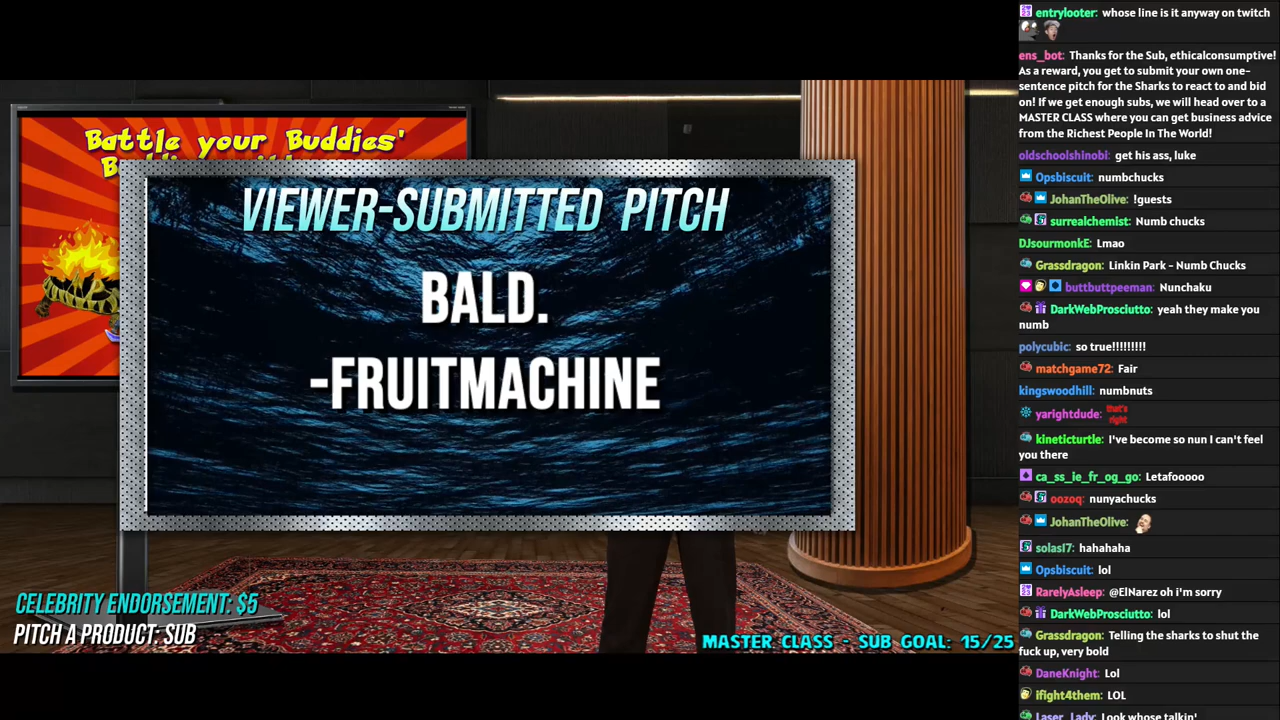 Battle your Buddies'
VIEWER-SUBMITTED PITCH
BALD.
-FRUITMACHINE
CELEBRITY ENDORSEMENT: $5
PITCH A PRODUCT: SUB
MASTER CLASS - SUB GOAL: 15/25
entrylooter: whose line is it anyway on twitch
ens_bot: Thanks for the Sub, ethicalconsumptive!
As a reward, you get to submit your own one-
sentence pitch for the Sharks to react to and bid
on! If we get enough subs, we will head over to a
MASTER CLASS where you can get business advice
from the Richest People In The World!
oldschoolshinobi: get his ass, luke
Opsbiscuit: numbchucks
JohanTheOlive: !guests
surrealchemist: Numb chucks
DJsourmonkE: Lmao
Grassdragon: Linkin Park - Numb Chucks
buttbuttpeeman: Nunchaku
DarkWebProsciutto: yeah they make you
numb
polycubic: so true!!!!!!!!!
matchgame72: Fair
kingswoodhill: numbnuts
yarightdude: that's
right
kineticturtle: I've become so nun I can't feel
you there
ca_ss_ie_fr_og_go: Letafooooo
oozoq: nunyachucks
JohanTheOlive:
solasi7: hahahaha
Opsbiscuit: lol
RarelyAsleep: @ElNarez oh i'm sorry
DarkWebProsciutto: lol
Grassdragon: Telling the sharks to shut the
fuck up, very bold
DaneKnight: Lol
ifight4them: LOL
Laser_Lady: Look whose talkin'